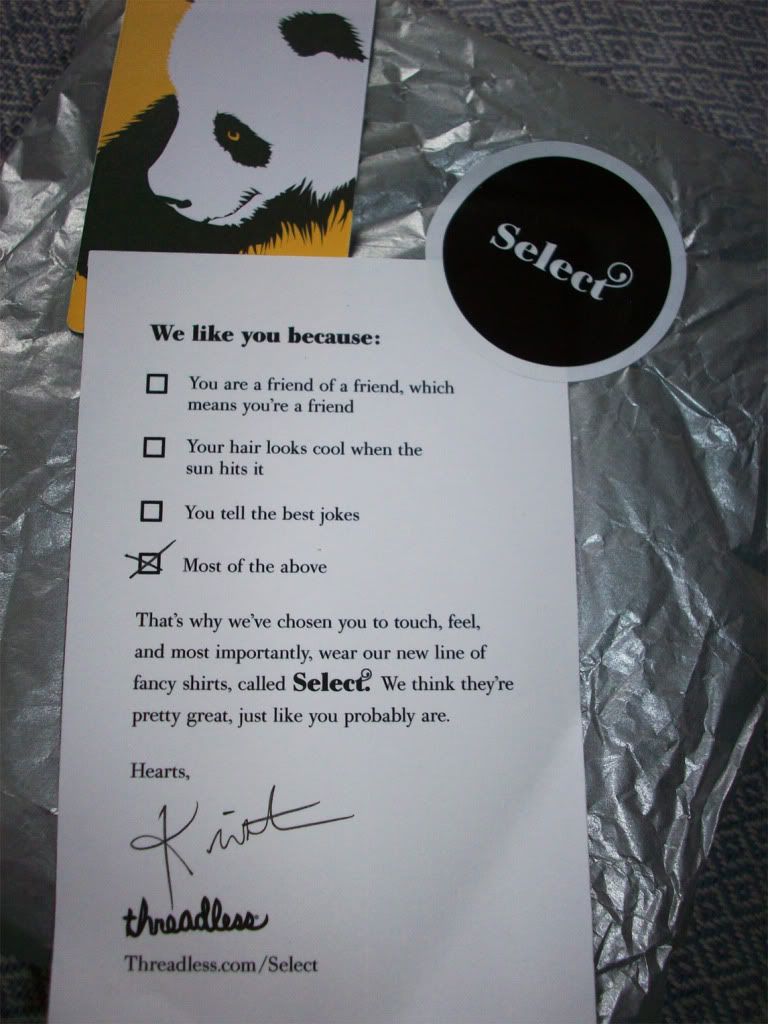 Select
We like you because:
You are a friend of a friend, which
means you're a friend
Your hair looks cool when the
sun hits it
You tell the best jokes
Most of the above
That's why we've chosen you to touch, feel,
and most importantly, wear our new line of
fancy shirts, called Select. We think they're
pretty great, just like you probably are.
Hearts,
threadless
Threadless.com/Select